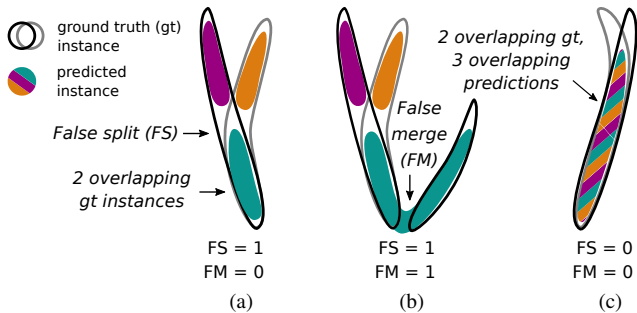 ground truth (gt)
instance
predicted
instance
False split (FS)
2 overlapping
gt instances
False
merge
(FM)
2 overlapping gt,
3 overlapping
predictions
FS = 1
FM = 0
(a)
FS = 1
FM = 1
(b)
FS = 0
FM = 0
(c)